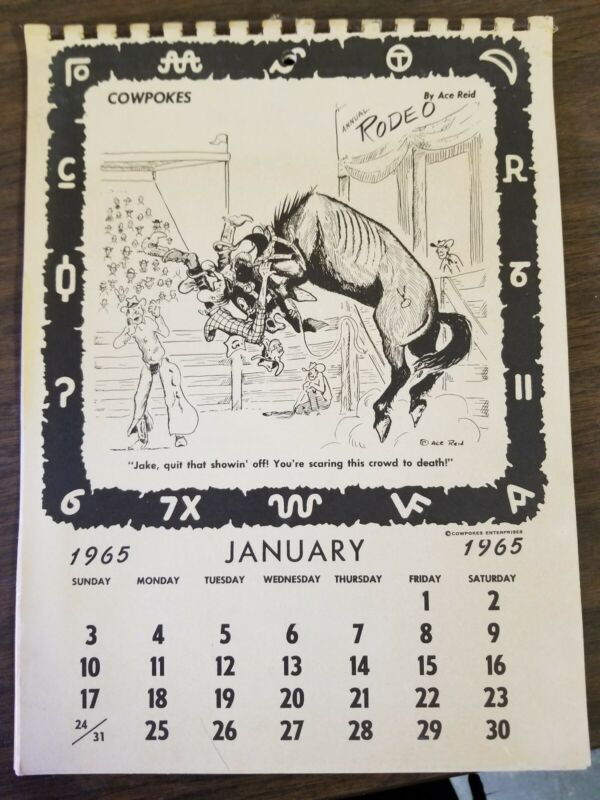 COWPOKES
By Ace Reid
ANNUAL
RODEO
© Ace Reid
"Jake, quit that showin' off! You're scaring this crowd to death!"
C
R
?
6
7X
©COWPOKES ENTERPRISES
1965 JANUARY 1965
SUNDAY MONDAY TUESDAY WEDNESDAY THURSDAY FRIDAY SATURDAY
1 2
3 4 5 6 7 8 9
10 11 12 13 14 15 16
17 18 19 20 21 22 23
24/31 25 26 27 28 29 30